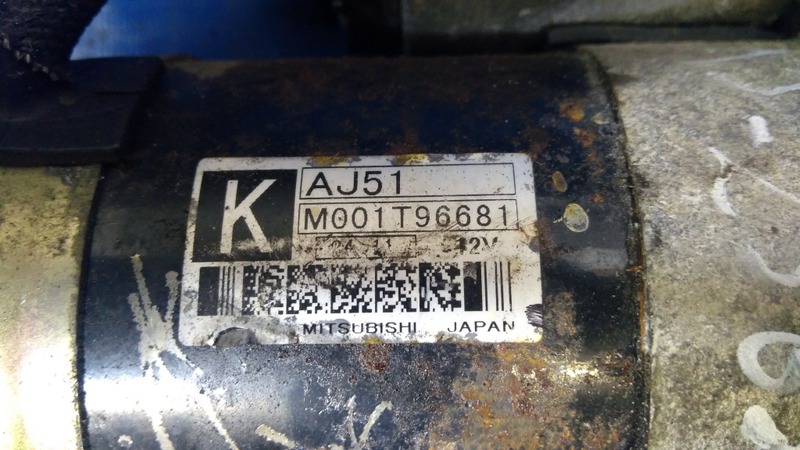 K
AJ51
M001T96681
12V
MITSUBISHI JAPAN